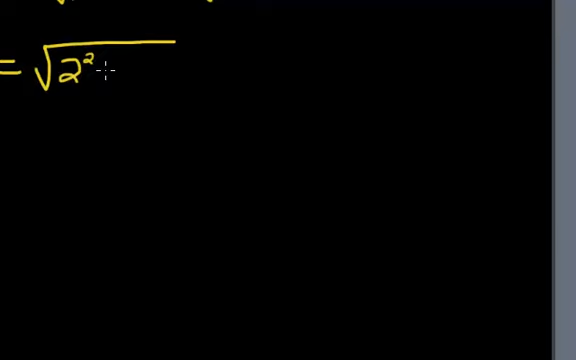 = √2²